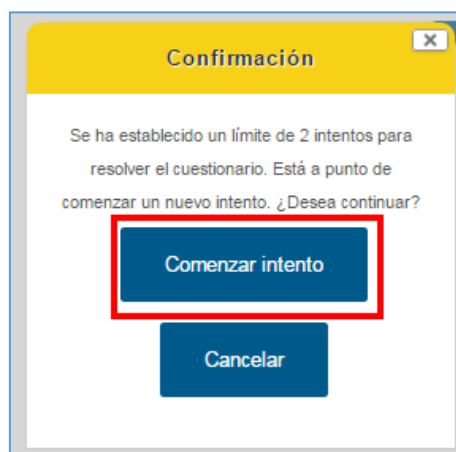 Confirmación
Se ha establecido un límite de 2 intentos para
resolver el cuestionario. Está a punto de
comenzar un nuevo intento. ¿Desea continuar?
Comenzar intento
Cancelar